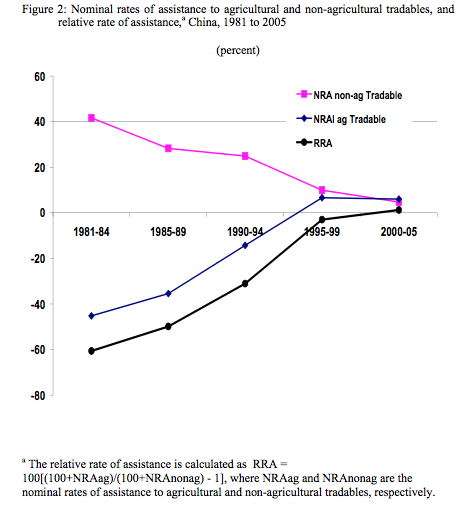 Figure 2: Nominal rates of assistance to agricultural and non-agricultural tradables, and
relative rate of assistance,ª China, 1981 to 2005
(percent)
60
NRA non-ag Tradable
40
NRAl ag Tradable
RRA
20
0
1981-84 1985-89 1990-94 1995-99 2000-05
-20
-40
-60
-80
ª The relative rate of assistance is calculated as RRA =
100[(100+NRAag)/(100+NRAnonag) - 1], where NRAag and NRAnonag are the
nominal rates of assistance to agricultural and non-agricultural tradables, respectively.